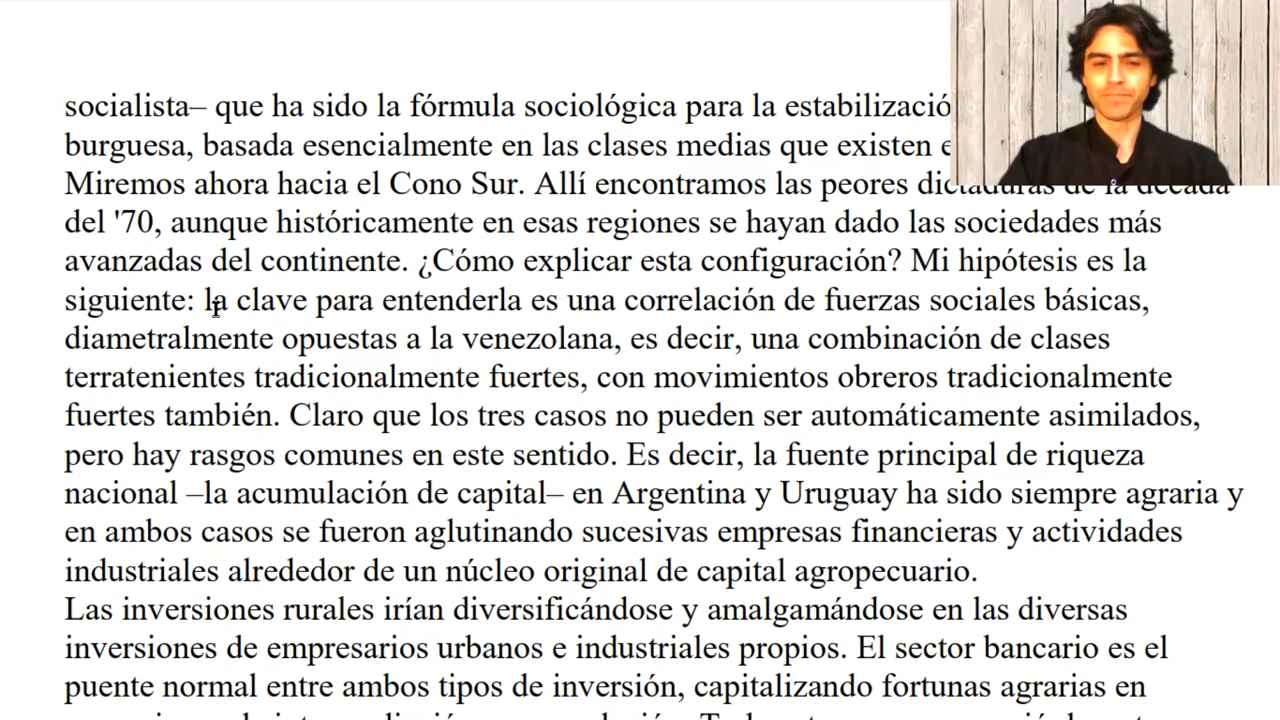 socialista– que ha sido la fórmula sociológica para la
burguesa, basada esencialmente en las clases medias que existen
Miremos ahora hacia el Cono Sur. Allí encontramos las peores dictaduras de la década
del '70, aunque históricamente en esas regiones se hayan dado las sociedades más
avanzadas del continente. ¿Cómo explicar esta configuración? Mi hipótesis es la
siguiente: la clave para entenderla es una correlación de fuerzas sociales básicas,
diametralmente opuestas a la venezolana, es decir, una combinación de clases
terratenientes tradicionalmente fuertes, con movimientos obreros tradicionalmente
fuertes también. Claro que los tres casos no pueden ser automáticamente asimilados,
pero hay rasgos comunes en este sentido. Es decir, la fuente principal de riqueza
nacional –la acumulación de capital– en Argentina y Uruguay ha sido siempre agraria y
en ambos casos se fueron aglutinando sucesivas empresas financieras y actividades
industriales alrededor de un núcleo original de capital agropecuario.
Las inversiones rurales irían diversificándose y amalgamándose en las diversas
inversiones de empresarios urbanos e industriales propios. El sector bancario es el
puente normal entre ambos tipos de inversión, capitalizando fortunas agrarias en